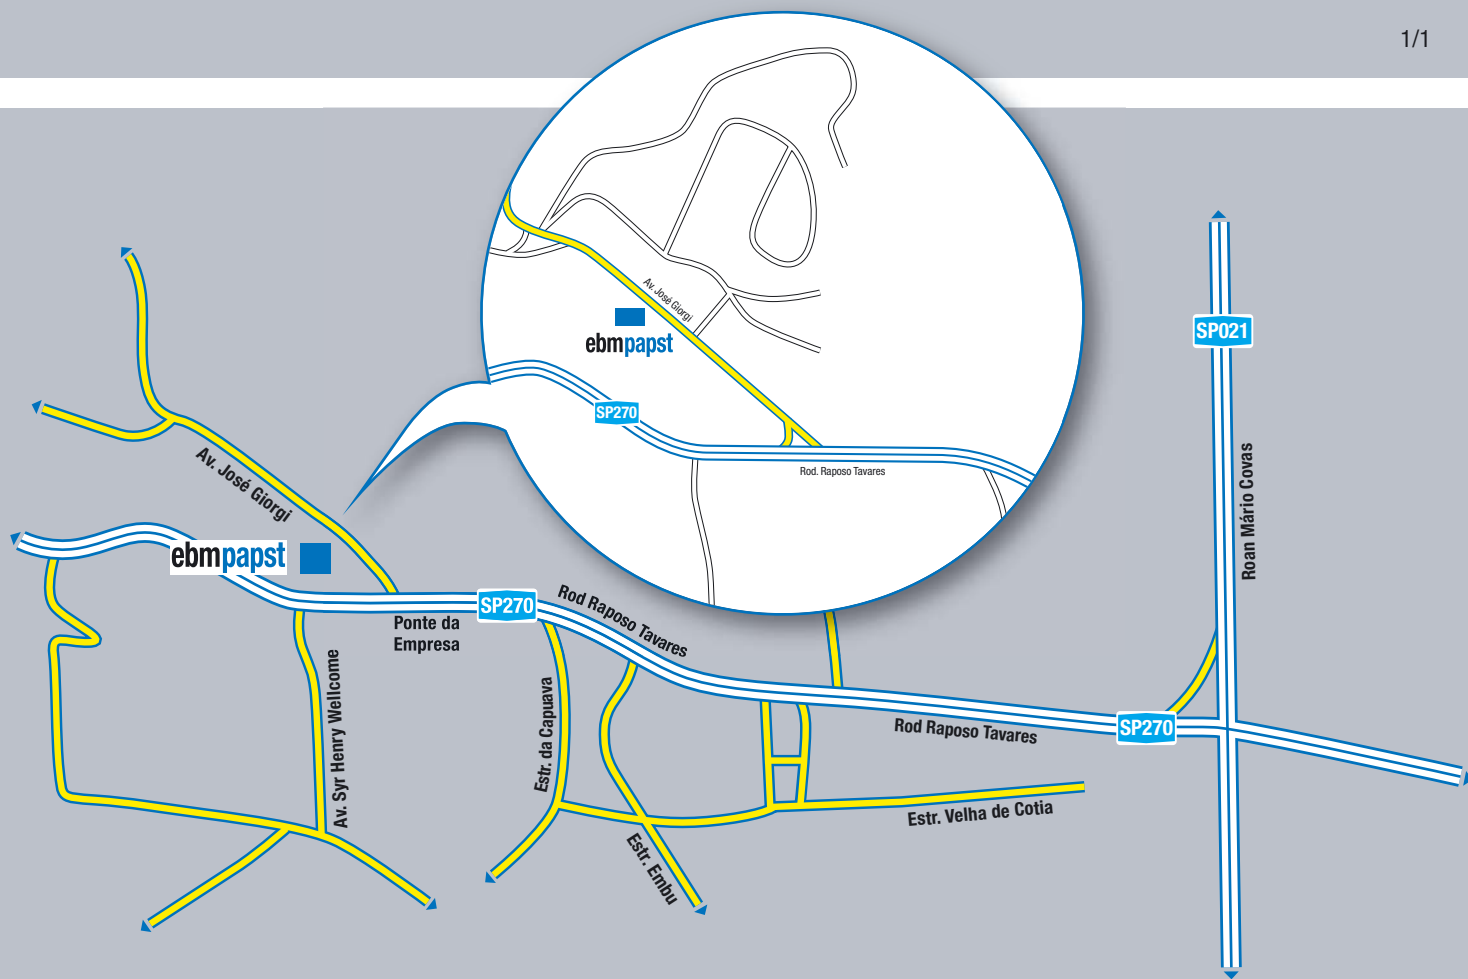 1/1
Av. José Giorgi
ebmpapst
SP270
Rod. Raposo Tavares
SP021
Roan Mário Covas
Av. José Giorgi
ebmpapst
SP270
Rod Raposo Tavares
Ponte da
Empresa
Av. Syr Henry Wellcome
Estr. da Capuava
Rod Raposo Tavares
SP270
Estr. Velha de Cotia
Estr. Embu